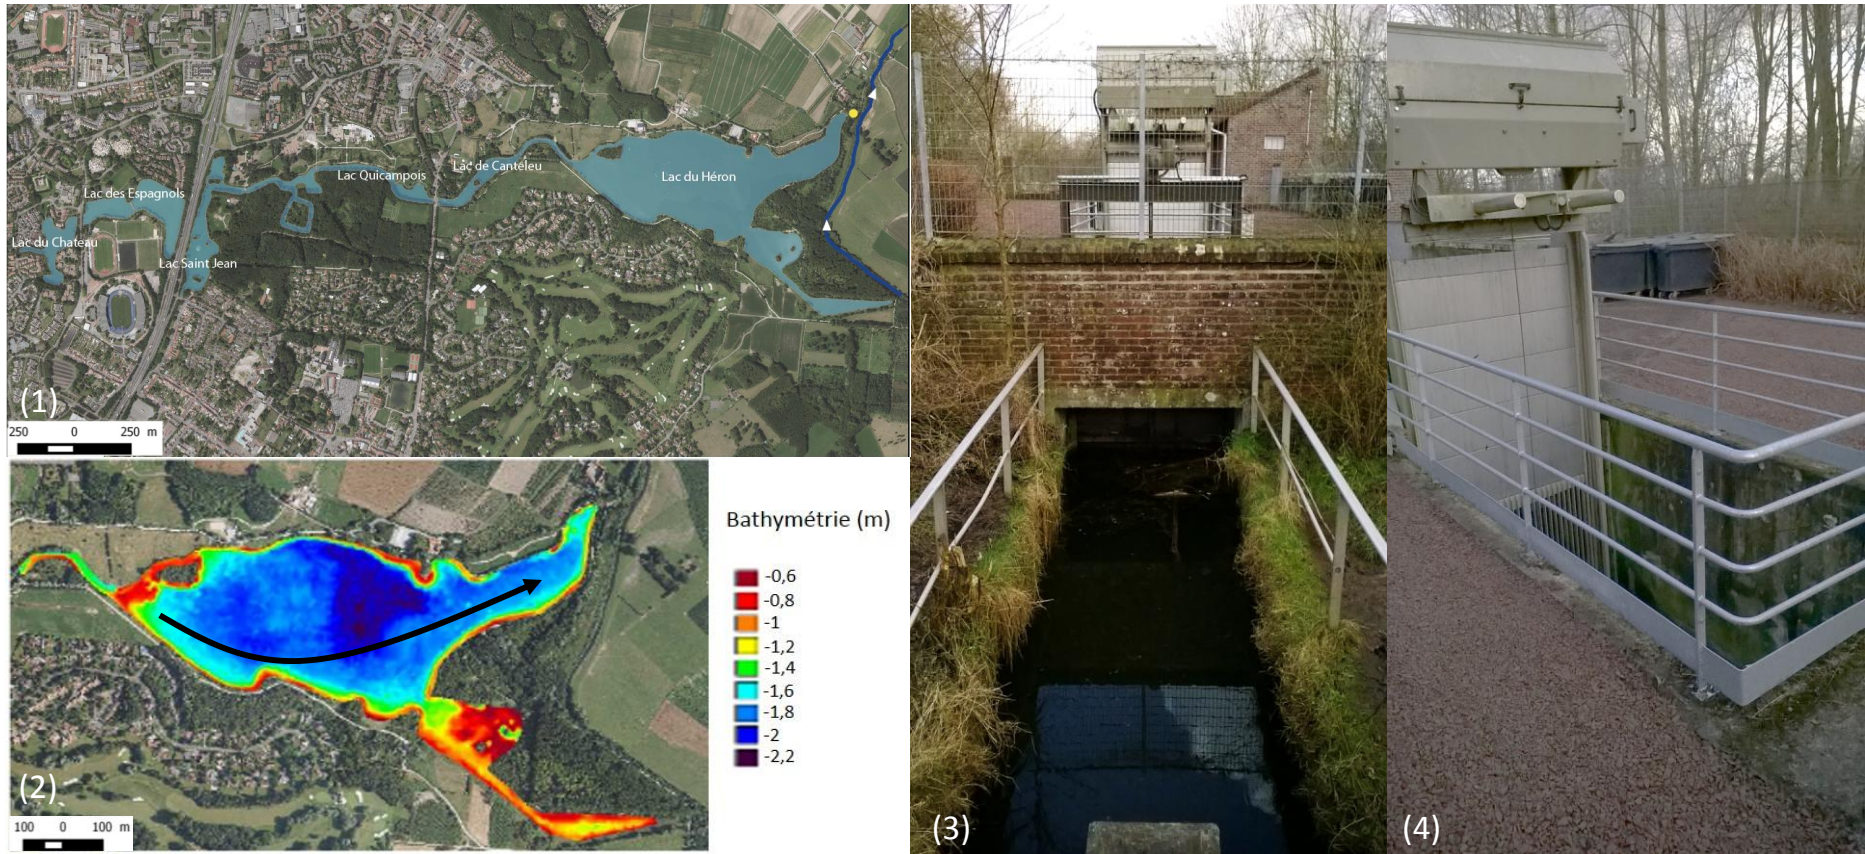 Lac de Canteleu
Lac Quicampois
Lac du Héron
Lac des Espagnols
Lac du Chateau
Lac Saint Jean
(1)
250 0 250 m
Bathymétrie (m)
-0,6
-0,8
-1
-1,2
-1,4
-1,6
-1,8
-2
-2,2
(2)
100 0 100 m
(3)
(4)